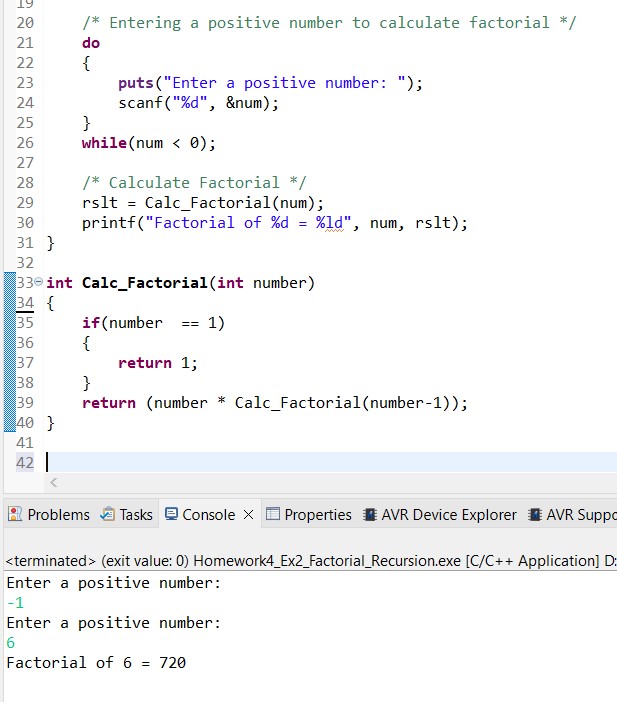 19
20 /* Entering a positive number to calculate factorial */
21 do
22 {
23 puts("Enter a positive number: ");
24 scanf("%d", &num);
25 }
26 while(num < 0);
27
28 /* Calculate Factorial */
29 rslt = Calc_Factorial(num);
30 printf("Factorial of %d = %ld", num, rslt);
31 }
32
33 int Calc_Factorial(int number)
34 {
35 if(number == 1)
36 {
37 return 1;
38 }
39 return (number * Calc_Factorial(number-1));
40 }
41
42
Problems Tasks Console Properties AVR Device Explorer AVR Suppo
<terminated> (exit value: 0) Homework4_Ex2_Factorial_Recursion.exe [C/C++ Application] D:
Enter a positive number:
-1
Enter a positive number:
6
Factorial of 6 = 720